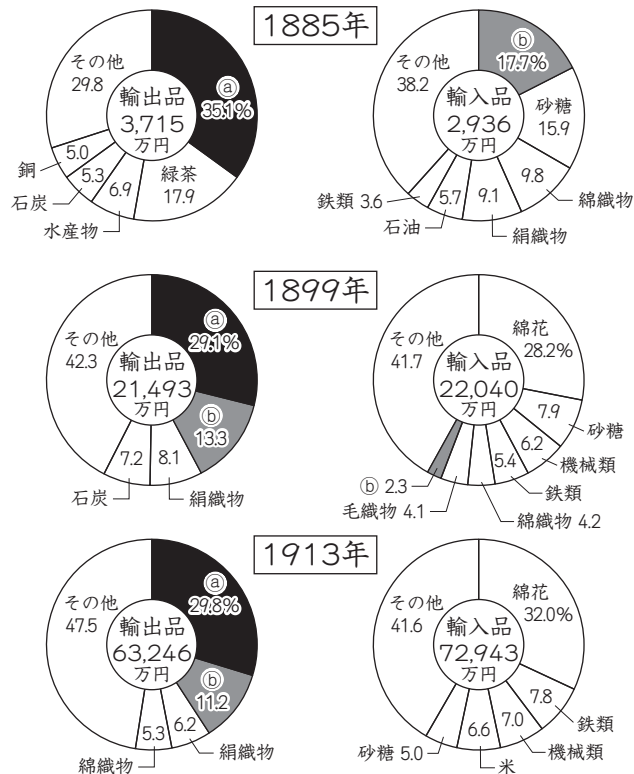 1885年
その他
29.8
ⓐ
35.1%
輸出品
3,715
万円
緑茶
17.9
6.9
水産物
5.3
石炭
5.0
銅
その他
38.2
ⓑ
17.7%
輸入品
2,936
万円
砂糖
15.9
9.8
綿織物
9.1
絹織物
5.7
石油
鉄類 3.6
1899年
その他
42.3
ⓐ
29.1%
輸出品
21,493
万円
ⓑ
13.3
8.1
絹織物
7.2
石炭
その他
41.7
綿花
28.2%
輸入品
22,040
万円
7.9
砂糖
6.2
機械類
5.4
鉄類
綿織物 4.2
毛織物 4.1
ⓑ 2.3
1913年
その他
47.5
ⓐ
29.8%
輸出品
63,246
万円
ⓑ
11.2
6.2
絹織物
5.3
綿織物
その他
41.6
綿花
32.0%
輸入品
72,943
万円
7.8
鉄類
7.0
機械類
6.6
米
砂糖 5.0